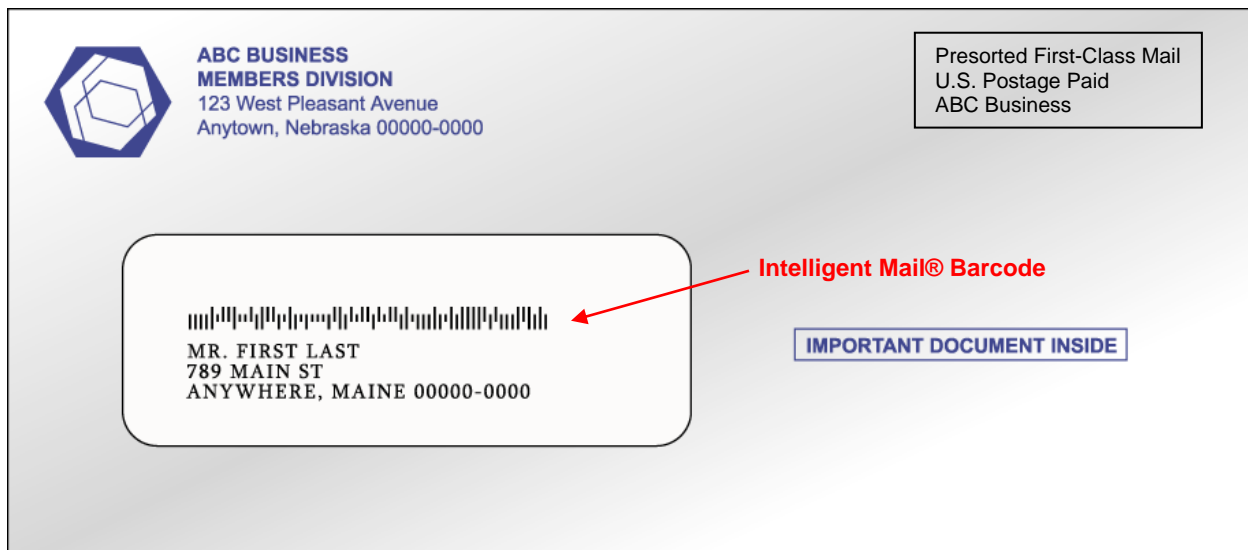 ABC BUSINESS
MEMBERS DIVISION
123 West Pleasant Avenue
Anytown, Nebraska 00000-0000
Presorted First-Class Mail
U.S. Postage Paid
ABC Business
Intelligent Mail® Barcode
MR. FIRST LAST
789 MAIN ST
ANYWHERE, MAINE 00000-0000
IMPORTANT DOCUMENT INSIDE